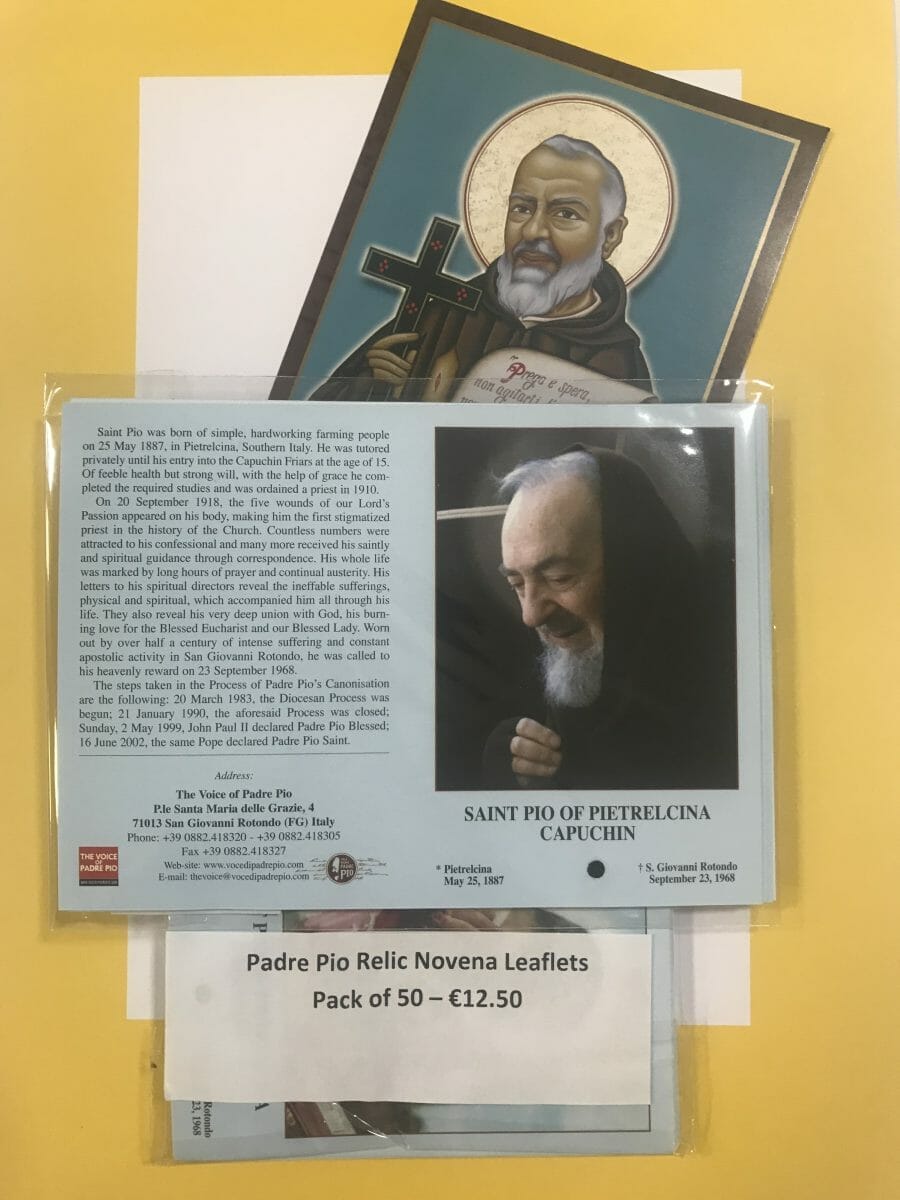 Prega e spera,
non agitarti.
Saint Pio was born of simple, hardworking farming people
on 25 May 1887, in Pietrelcina, Southern Italy. He was tutored
privately until his entry into the Capuchin Friars at the age of 15.
Of feeble health but strong will, with the help of grace he com-
pleted the required studies and was ordained a priest in 1910.
On 20 September 1918, the five wounds of our Lord's
Passion appeared on his body, making him the first stigmatized
priest in the history of the Church. Countless numbers were
attracted to his confessional and many more received his saintly
and spiritual guidance through correspondence. His whole life
was marked by long hours of prayer and continual austerity. His
letters to his spiritual directors reveal the ineffable sufferings,
physical and spiritual, which accompanied him all through his
life. They also reveal his very deep union with God, his burn-
ing love for the Blessed Eucharist and our Blessed Lady. Worn
out by over half a century of intense suffering and constant
apostolic activity in San Giovanni Rotondo, he was called to
his heavenly reward on 23 September 1968.
The steps taken in the Process of Padre Pio's Canonisation
are the following: 20 March 1983, the Diocesan Process was
begun; 21 January 1990, the aforesaid Process was closed;
Sunday, 2 May 1999, John Paul II declared Padre Pio Blessed;
16 June 2002, the same Pope declared Padre Pio Saint.
Address:
The Voice of Padre Pio
P.le Santa Maria delle Grazie, 4
71013 San Giovanni Rotondo (FG) Italy
Phone: +39 0882.418320 - +39 0882.418305
Fax +39 0882.418327
Web-site: www.vocedipadrepio.com
E-mail: thevoice@vocedipadrepio.com
THE VOICE
OF
PADRE PIO
PIO
SAINT PIO OF PIETRELCINA
CAPUCHIN
* Pietrelcina
May 25, 1887
† S. Giovanni Rotondo
September 23, 1968
Padre Pio Relic Novena Leaflets
Pack of 50 – €12.50
Rotondo
23, 1968